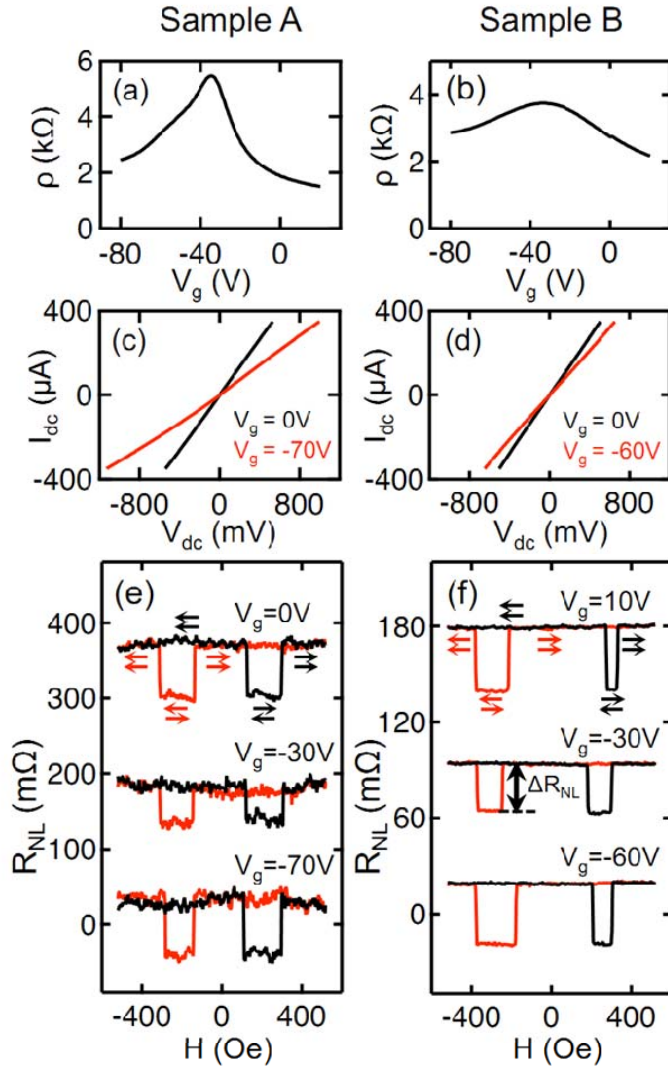 Sample A
Sample B
(a)
6
4
2
0
ρ (kΩ)
-80
-40
0
V_g (V)
(b)
4
2
0
ρ (kΩ)
-80
-40
0
V_g (V)
(c)
400
0
-400
I_dc (μA)
V_g = 0V
V_g = -70V
-800
0
800
V_dc (mV)
(d)
400
0
-400
I_dc (μA)
V_g = 0V
V_g = -60V
-800
0
800
V_dc (mV)
(e)
400
300
200
100
0
R_NL (mΩ)
V_g=0V
V_g=-30V
V_g=-70V
-400
0
400
H (Oe)
(f)
180
120
60
0
R_NL (mΩ)
V_g=10V
V_g=-30V
ΔR_NL
V_g=-60V
-400
0
400
H (Oe)